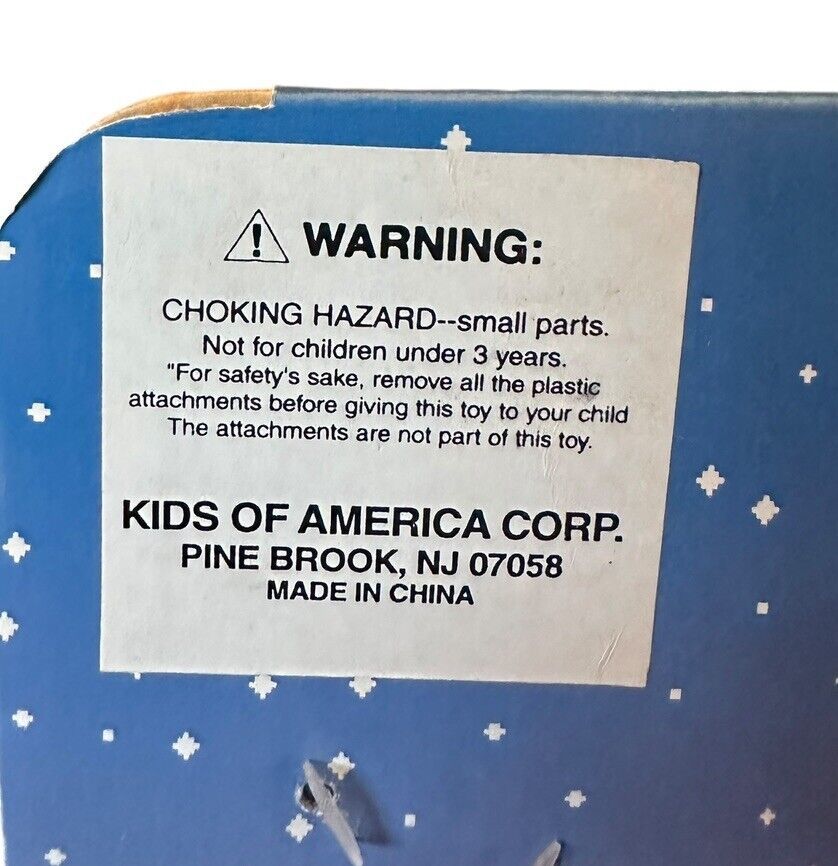 ! WARNING:
CHOKING HAZARD--small parts.
Not for children under 3 years.
"For safety's sake, remove all the plastic
attachments before giving this toy to your child
The attachments are not part of this toy.
KIDS OF AMERICA CORP.
PINE BROOK, NJ 07058
MADE IN CHINA